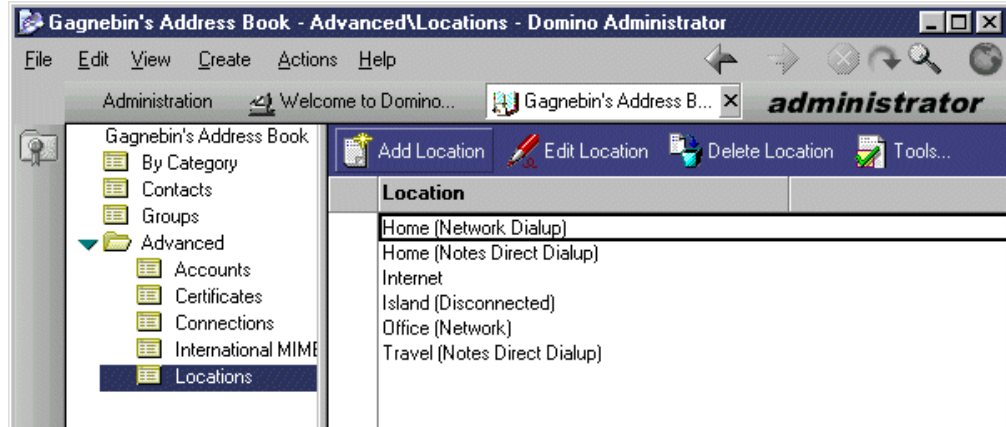 Gagnebin's Address Book - Advanced\Locations - Domino Administrator
File Edit View Create Actions Help
Administration Welcome to Domino... Gagnebin's Address B... administrator
Gagnebin's Address Book
By Category
Contacts
Groups
Advanced
Accounts
Certificates
Connections
International MIME
Locations
Add Location Edit Location Delete Location Tools...
Location
Home (Network Dialup)
Home (Notes Direct Dialup)
Internet
Island (Disconnected)
Office (Network)
Travel (Notes Direct Dialup)